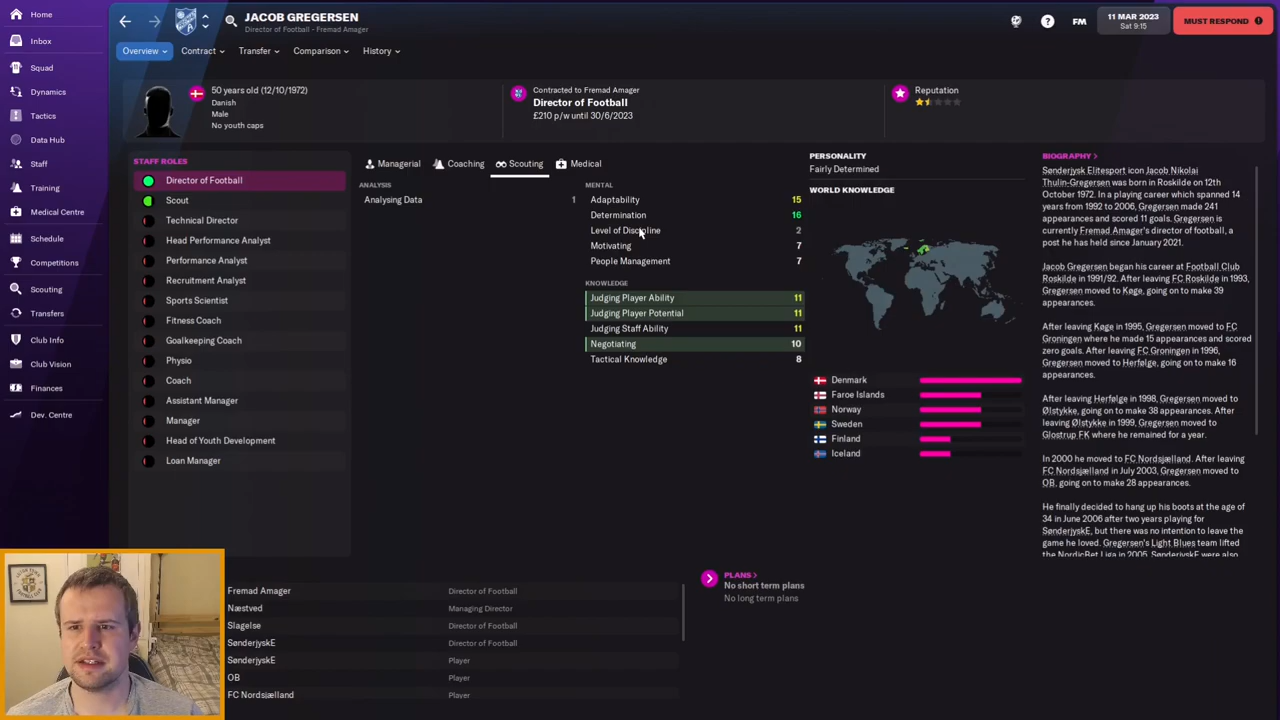 Home
Inbox
Squad
Dynamics
Tactics
Data Hub
Staff
Training
Medical Centre
Schedule
Competitions
Scouting
Transfers
Club Info
Club Vision
Finances
Dev. Centre
JACOB GREGERSEN
Director of Football - Fremad Amager
? FM
11 MAR 2023
Sat 9:15
MUST RESPOND
Overview Contract Transfer Comparison History
50 years old (12/10/1972)
Danish
Male
No youth caps
Contracted to Fremad Amager
Director of Football
£210 p/w until 30/6/2023
Reputation
STAFF ROLES
Director of Football
Scout
Technical Director
Head Performance Analyst
Performance Analyst
Recruitment Analyst
Sports Scientist
Fitness Coach
Goalkeeping Coach
Physio
Coach
Assistant Manager
Manager
Head of Youth Development
Loan Manager
Managerial Coaching Scouting Medical
ANALYSIS
Analysing Data 1
MENTAL
Adaptability 15
Determination 16
Level of Discipline 2
Motivating 7
People Management 7
KNOWLEDGE
Judging Player Ability 11
Judging Player Potential 11
Judging Staff Ability 11
Negotiating 10
Tactical Knowledge 8
PERSONALITY
Fairly Determined
WORLD KNOWLEDGE
Denmark
Faroe Islands
Norway
Sweden
Finland
Iceland
BIOGRAPHY >
Sønderjysk Elitesport icon Jacob Nikolai
Thulin-Gregersen was born in Roskilde on 12th
October 1972. In a playing career which spanned 14
years from 1992 to 2006, Gregersen made 241
appearances and scored 11 goals. Gregersen is
currently Fremad Amager's director of football, a
post he has held since January 2021.
Jacob Gregersen began his career at Football Club
Roskilde in 1991/92. After leaving FC Roskilde in 1993,
Gregersen moved to Køge, going on to make 39
appearances.
After leaving Køge in 1995, Gregersen moved to FC
Groningen where he made 15 appearances and scored
zero goals. After leaving FC Groningen in 1996,
Gregersen moved to Herfølge, going on to make 16
appearances.
After leaving Herfølge in 1998, Gregersen moved to
Ølstykke, going on to make 38 appearances. After
leaving Ølstykke in 1999, Gregersen moved to
Glostrup FK where he remained for a year.
In 2000 he moved to FC Nordsjælland. After leaving
FC Nordsjælland in July 2003, Gregersen moved to
OB, going on to make 28 appearances.
He finally decided to hang up his boots at the age of
34 in June 2006 after two years playing for
SønderjyskE, but there was no intention to leave the
game he loved. Gregersen's Light Blues team lifted
the NordicBet Liga in 2005. SønderjyskE were also
Fremad Amager Director of Football
Næstved Managing Director
Slagelse Director of Football
SønderjyskE Director of Football
SønderjyskE Player
OB Player
FC Nordsjælland Player
PLANS >
No short term plans
No long term plans